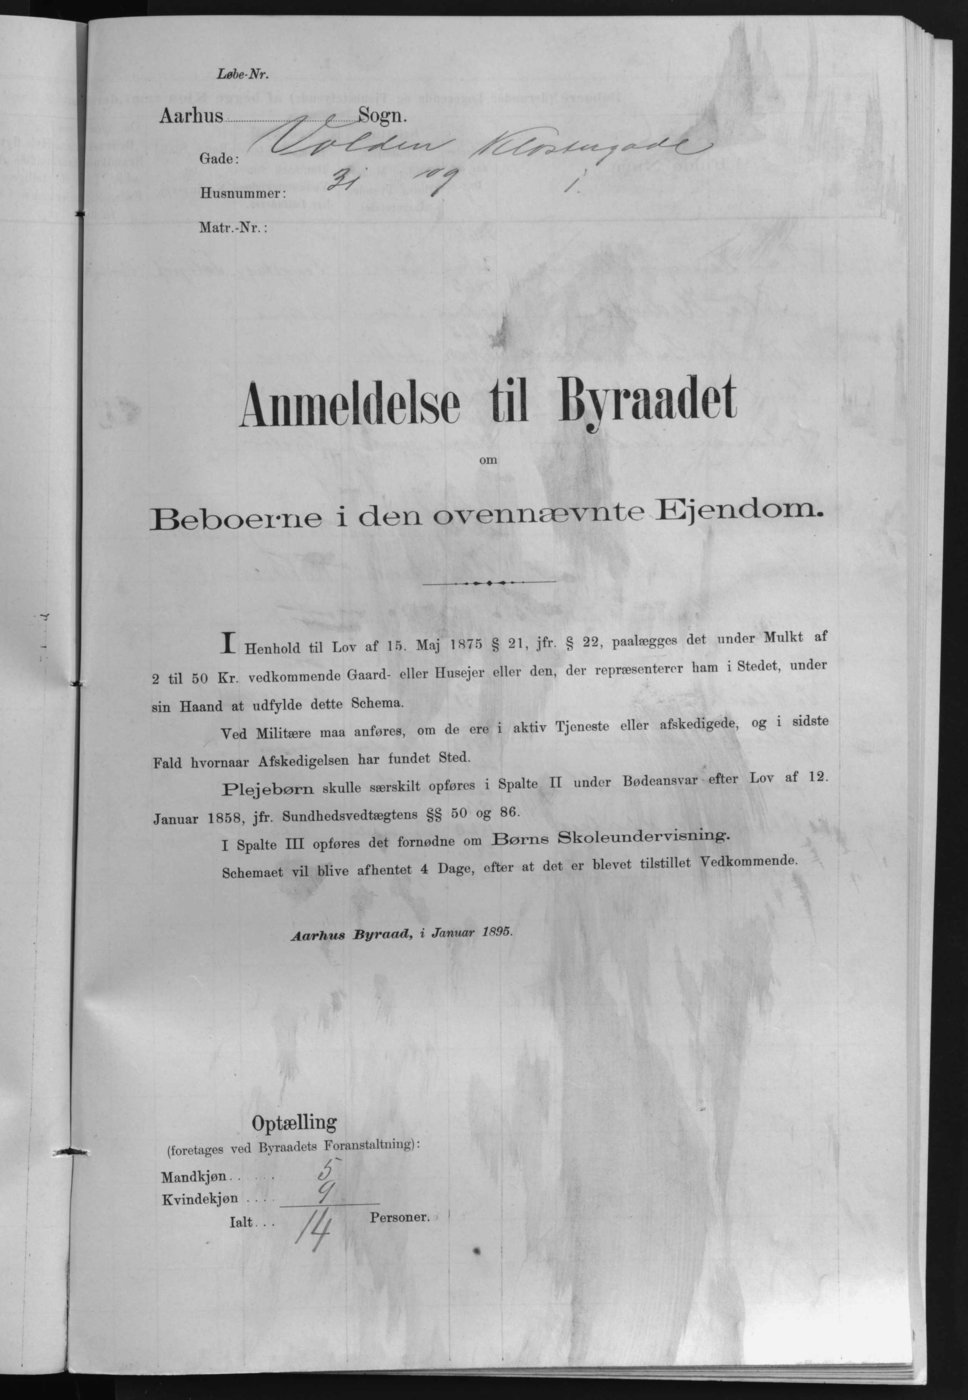 Løbe-Nr.
Aarhus Sogn.
Gade: Volden Klostergade
Husnummer: 31 og 1.
Matr.-Nr.:
Anmeldelse til Byraadet
om
Beboerne i den ovennævnte Ejendom.
I Henhold til Lov af 15. Maj 1875 § 21, jfr. § 22, paalægges det under Mulkt af
2 til 50 Kr. vedkommende Gaard- eller Husejer eller den, der repræsenterer ham i Stedet, under
sin Haand at udfylde dette Schema.
Ved Militære maa anføres, om de ere i aktiv Tjeneste eller afskedigede, og i sidste
Fald hvornaar Afskedigelsen har fundet Sted.
Plejebørn skulle særskilt opføres i Spalte II under Bødeansvar efter Lov af 12.
Januar 1858, jfr. Sundhedsvedtægtens §§ 50 og 86.
I Spalte III opføres det fornødne om Børns Skoleundervisning.
Schemaet vil blive afhentet 4 Dage, efter at det er blevet tilstillet Vedkommende.
Aarhus Byraad, i Januar 1895.
Optælling
(foretages ved Byraadets Foranstaltning):
Mandkjøn..... 5
Kvindekjøn .... 9
Ialt... 14 Personer.